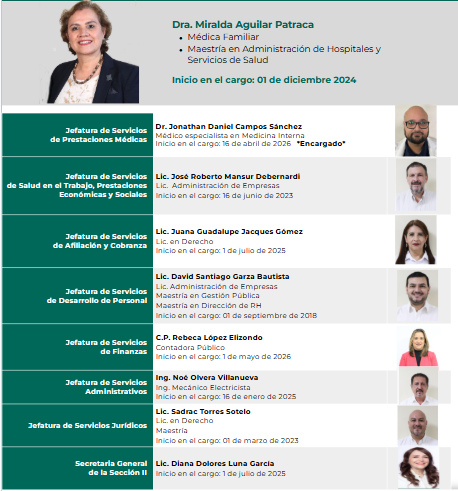 Dra. Miralda Aguilar Patraca
• Médica Familiar
• Maestría en Administración de Hospitales y
Servicios de Salud
Inicio en el cargo: 01 de diciembre 2024
Jefatura de Servicios
de Prestaciones Médicas
Dr. Jonathan Daniel Campos Sánchez
Médico especialista en Medicina Interna
Inicio en el cargo: 16 de abril de 2026 *Encargado*
Jefatura de Servicios
de Salud en el Trabajo, Prestaciones
Económicas y Sociales
Lic. José Roberto Mansur Debernardi
Lic. Administración de Empresas
Inicio en el cargo: 16 de junio de 2023
Jefatura de Servicios
de Afiliación y Cobranza
Lic. Juana Guadalupe Jacques Gómez
Lic. en Derecho
Inicio en el cargo: 1 de julio de 2025
Jefatura de Servicios
de Desarrollo de Personal
Lic. David Santiago Garza Bautista
Lic. Administración de Empresas
Maestría en Gestión Pública
Maestría en Dirección de RH
Inicio en el cargo: 01 de septiembre de 2018
Jefatura de Servicios
de Finanzas
C.P. Rebeca López Elizondo
Contadora Público
Inicio en el cargo: 1 de mayo de 2026
Jefatura de Servicios
Administrativos
Ing. Noé Olvera Villanueva
Ing. Mecánico Electricista
Inicio en el cargo: 16 de enero de 2025
Jefatura de Servicios Jurídicos
Lic. Sadrac Torres Sotelo
Lic. en Derecho
Maestría
Inicio en el cargo: 01 de marzo de 2023
Secretaria General
de la Sección II
Lic. Diana Dolores Luna García
Inicio en el cargo: 1 de julio de 2025